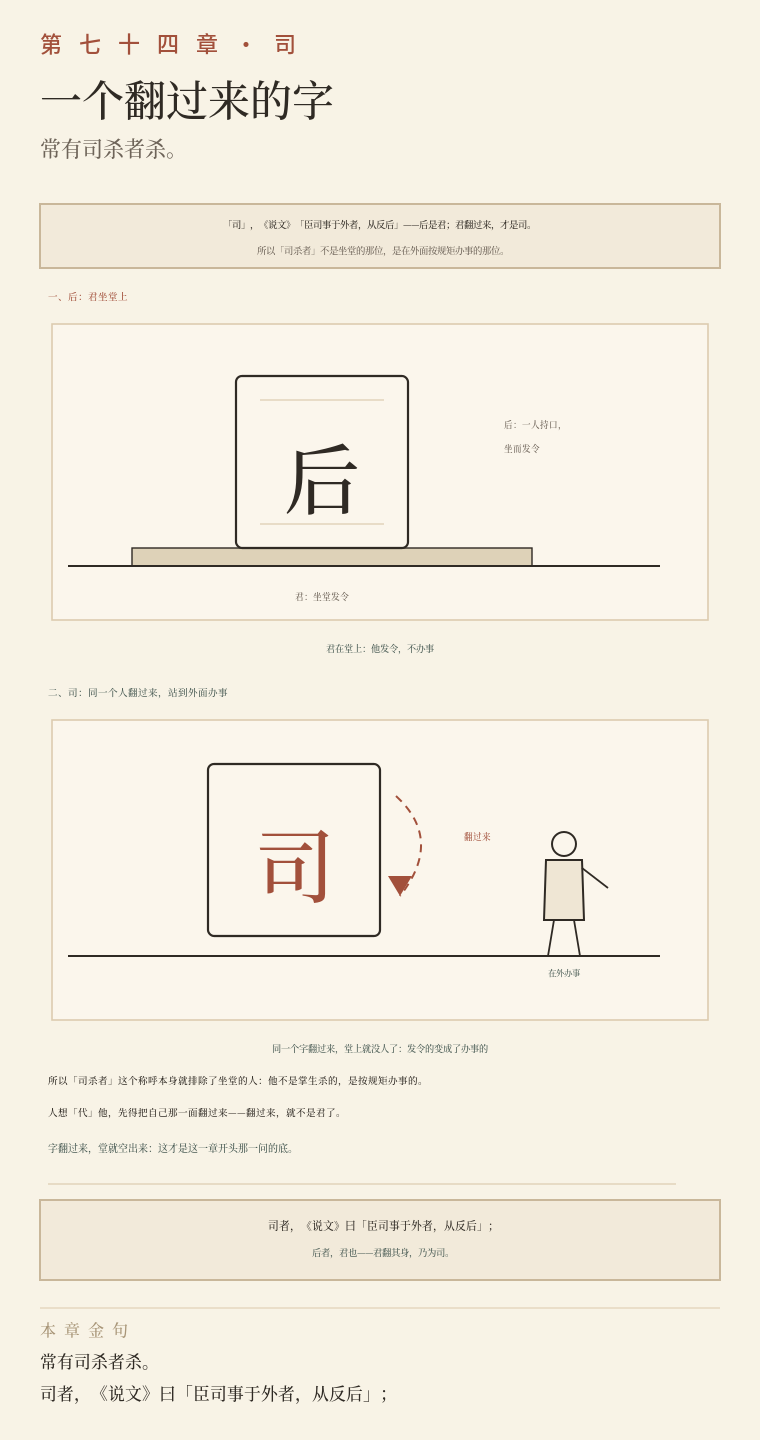 第七十四章·司
一个翻过来的字
常有司杀者杀。
「司」，《说文》「臣司事于外者，从反后」——后是君；君翻过来，才是司。
所以「司杀者」不是坐堂的那位，是在外面按规矩办事的那位。
一、后：君坐堂上
后
后：一人持口，
坐而发令
君：坐堂发令
君在堂上：他发令，不办事
二、司：同一个人翻过来，站到外面办事
司
翻过来
在外办事
同一个字翻过来，堂上就没人了：发令的变成了办事的
所以「司杀者」这个称呼本身就排除了坐堂的人：他不是掌生杀的，是按规矩办事的。
人想「代」他，先得把自己那一面翻过来——翻过来，就不是君了。
字翻过来，堂就空出来：这才是这一章开头那一问的底。
司者，《说文》曰「臣司事于外者，从反后」；
后者，君也——君翻其身，乃为司。
本章金句
常有司杀者杀。
司者，《说文》曰「臣司事于外者，从反后」；